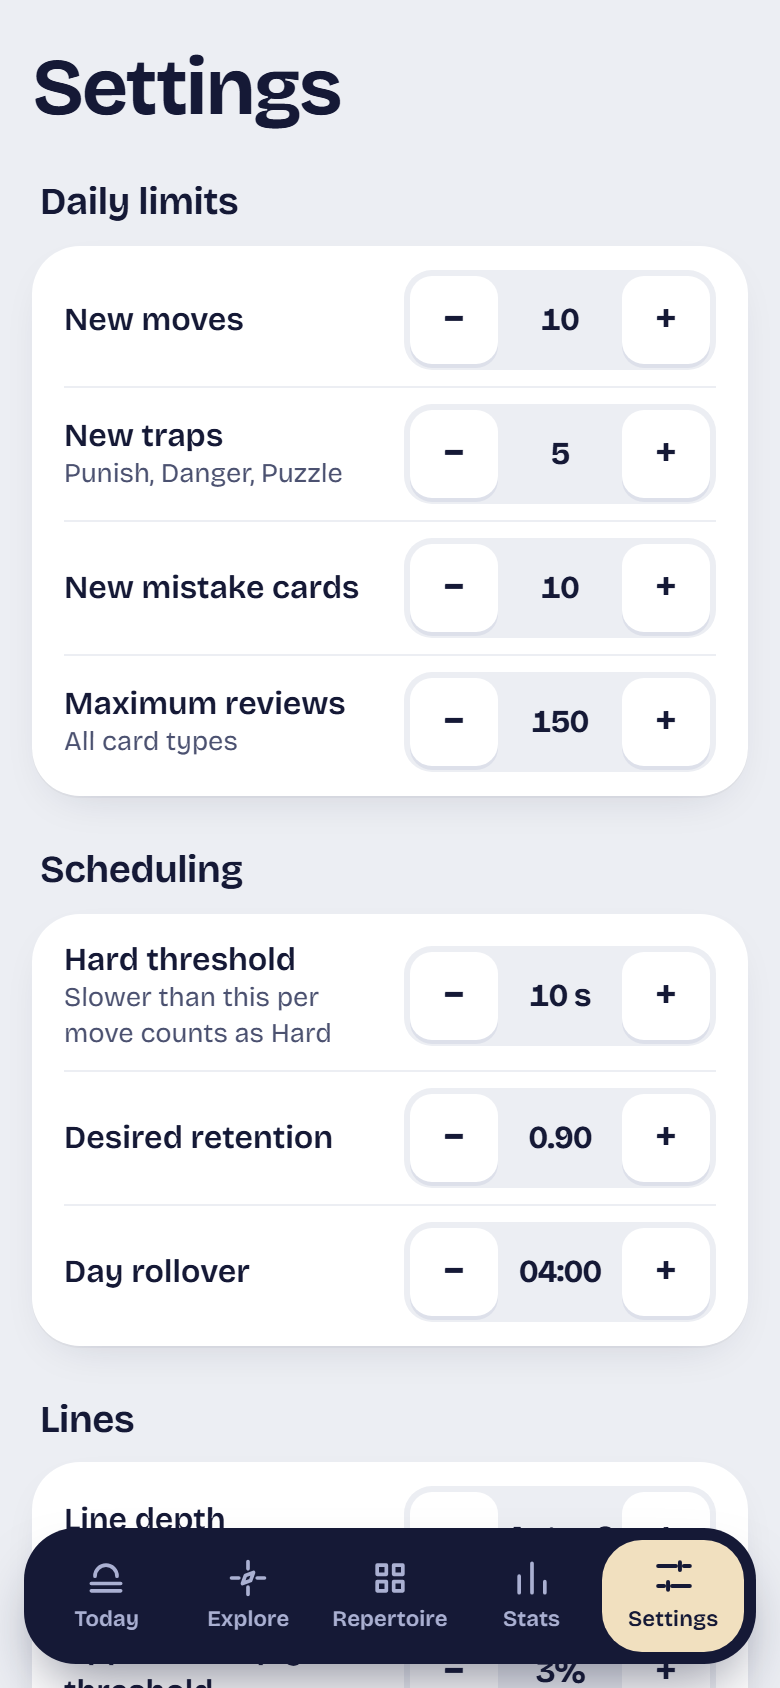 Settings
Daily limits
New moves
− 10 +
New traps
Punish, Danger, Puzzle
− 5 +
New mistake cards
− 10 +
Maximum reviews
All card types
− 150 +
Scheduling
Hard threshold
Slower than this per
move counts as Hard
− 10 s +
Desired retention
− 0.90 +
Day rollover
− 04:00 +
Lines
Line depth
Today
Explore
Repertoire
Stats
Settings
threshold
− 3% +